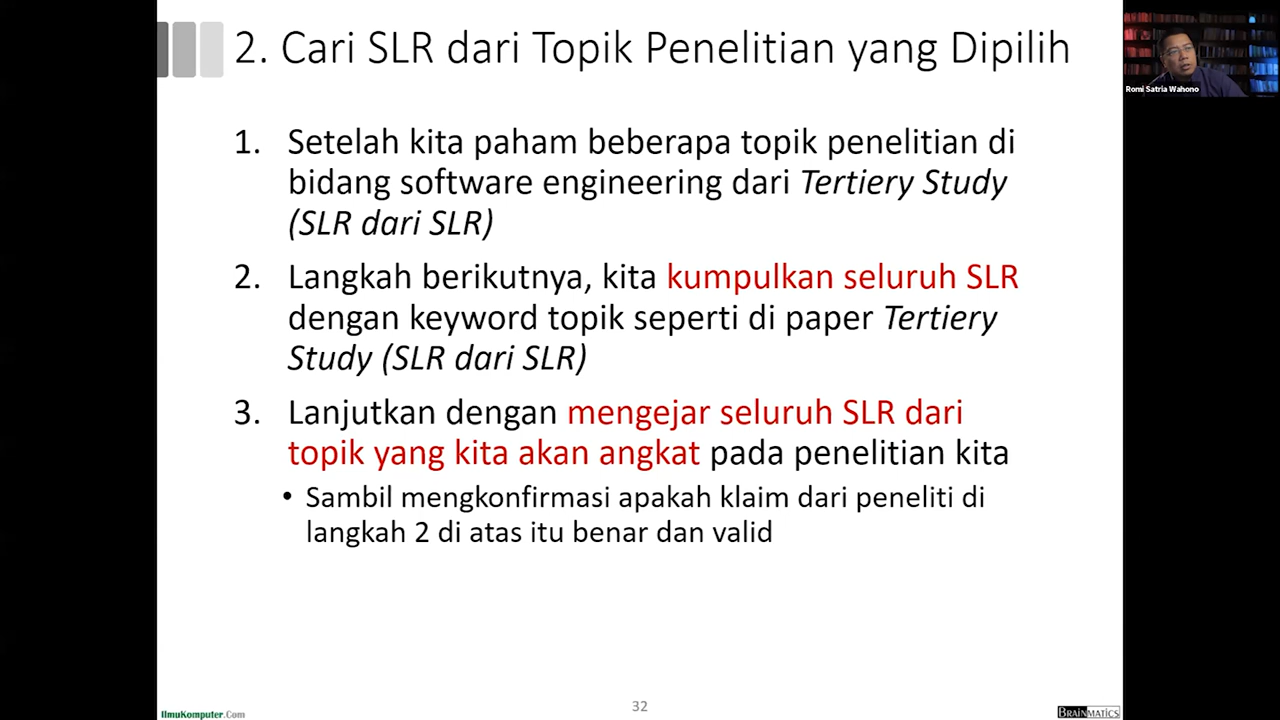 2. Cari SLR dari Topik Penelitian yang Dipilih
Romi Satria Wahono
1. Setelah kita paham beberapa topik penelitian di
bidang software engineering dari Tertiery Study
(SLR dari SLR)
2. Langkah berikutnya, kita kumpulkan seluruh SLR
dengan keyword topik seperti di paper Tertiery
Study (SLR dari SLR)
3. Lanjutkan dengan mengejar seluruh SLR dari
topik yang kita akan angkat pada penelitian kita
• Sambil mengkonfirmasi apakah klaim dari peneliti di
langkah 2 di atas itu benar dan valid
IlmuKomputer.Com
32
BRAINMATICS